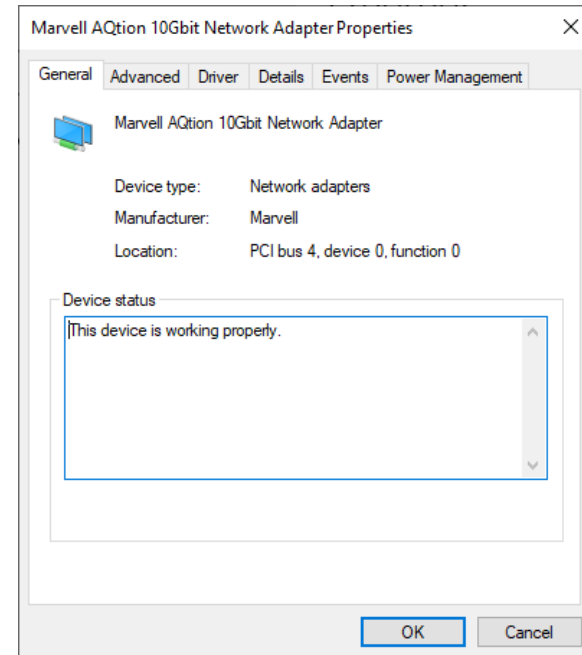 Marvell AQtion 10Gbit Network Adapter Properties
General Advanced Driver Details Events Power Management
Marvell AQtion 10Gbit Network Adapter
Device type: Network adapters
Manufacturer: Marvell
Location: PCI bus 4, device 0, function 0
Device status
This device is working properly.
OK Cancel